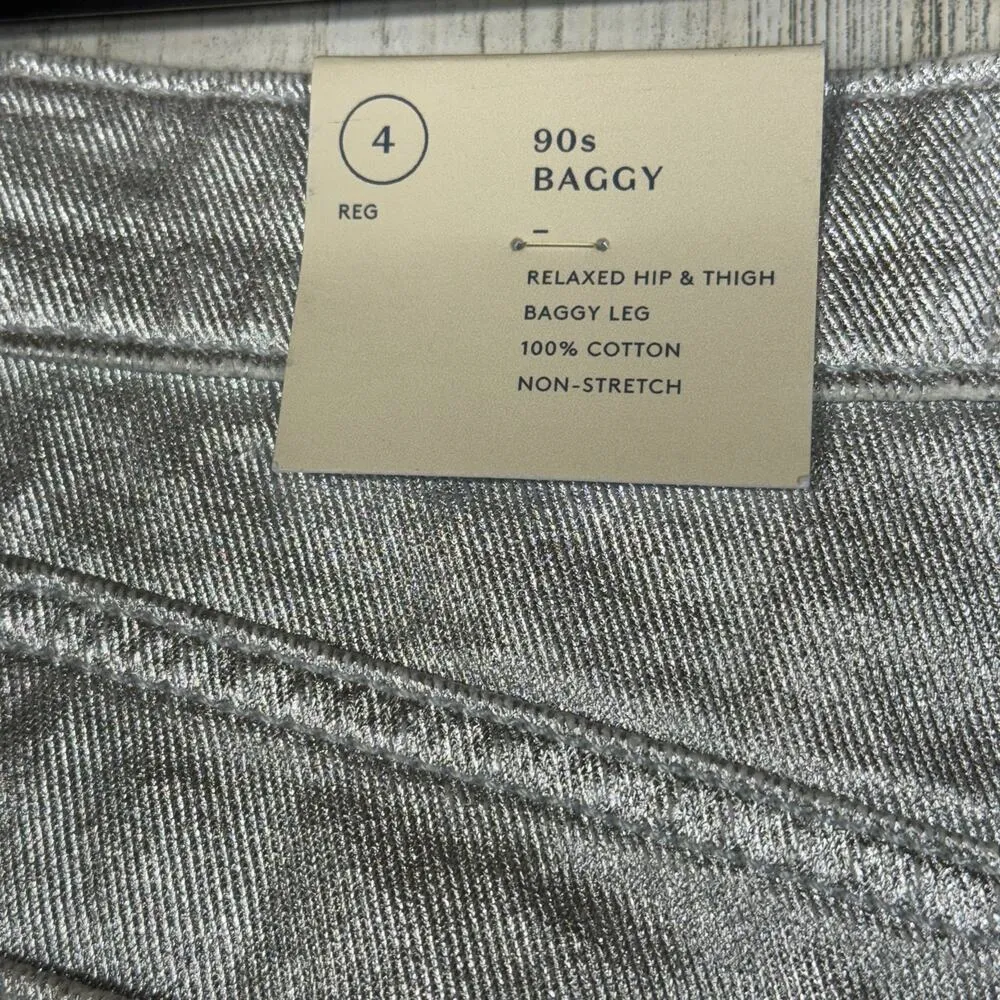 4
REG
90s
BAGGY
–
RELAXED HIP & THIGH
BAGGY LEG
100% COTTON
NON-STRETCH